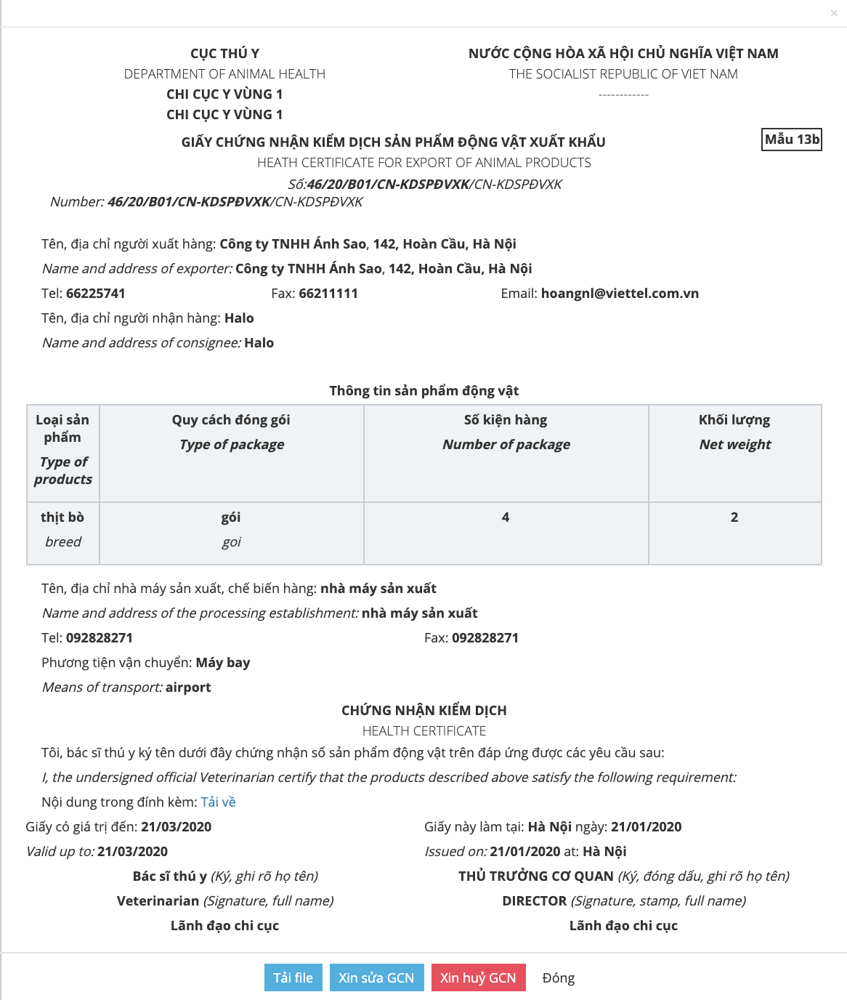 ×
CỤC THÚ Y
DEPARTMENT OF ANIMAL HEALTH
CHI CỤC Y VÙNG 1
CHI CỤC Y VÙNG 1
NƯỚC CỘNG HÒA XÃ HỘI CHỦ NGHĨA VIỆT NAM
THE SOCIALIST REPUBLIC OF VIET NAM
------------
GIẤY CHỨNG NHẬN KIỂM DỊCH SẢN PHẨM ĐỘNG VẬT XUẤT KHẨU
Mẫu 13b
HEATH CERTIFICATE FOR EXPORT OF ANIMAL PRODUCTS
Số:46/20/B01/CN-KDSPĐVXK/CN-KDSPĐVXK
Number: 46/20/B01/CN-KDSPĐVXK/CN-KDSPĐVXK
Tên, địa chỉ người xuất hàng: Công ty TNHH Ánh Sao, 142, Hoàn Cầu, Hà Nội
Name and address of exporter: Công ty TNHH Ánh Sao, 142, Hoàn Cầu, Hà Nội
Tel: 66225741 Fax: 66211111 Email: hoangnl@viettel.com.vn
Tên, địa chỉ người nhận hàng: Halo
Name and address of consignee: Halo
Thông tin sản phẩm động vật
Loại sản
phẩm
Type of
products
Quy cách đóng gói
Type of package
Số kiện hàng
Number of package
Khối lượng
Net weight
thịt bò
breed
gói
goi
4
2
Tên, địa chỉ nhà máy sản xuất, chế biến hàng: nhà máy sản xuất
Name and address of the processing establishment: nhà máy sản xuất
Tel: 092828271 Fax: 092828271
Phương tiện vận chuyển: Máy bay
Means of transport: airport
CHỨNG NHẬN KIỂM DỊCH
HEALTH CERTIFICATE
Tôi, bác sĩ thú y ký tên dưới đây chứng nhận số sản phẩm động vật trên đáp ứng được các yêu cầu sau:
I, the undersigned official Veterinarian certify that the products described above satisfy the following requirement:
Nội dung trong đính kèm: Tải về
Giấy có giá trị đến: 21/03/2020
Valid up to: 21/03/2020
Giấy này làm tại: Hà Nội ngày: 21/01/2020
Issued on: 21/01/2020 at: Hà Nội
Bác sĩ thú y (Ký, ghi rõ họ tên)
Veterinarian (Signature, full name)
Lãnh đạo chi cục
THỦ TRƯỞNG CƠ QUAN (Ký, đóng dấu, ghi rõ họ tên)
DIRECTOR (Signature, stamp, full name)
Lãnh đạo chi cục
Tải file Xin sửa GCN Xin huỷ GCN Đóng